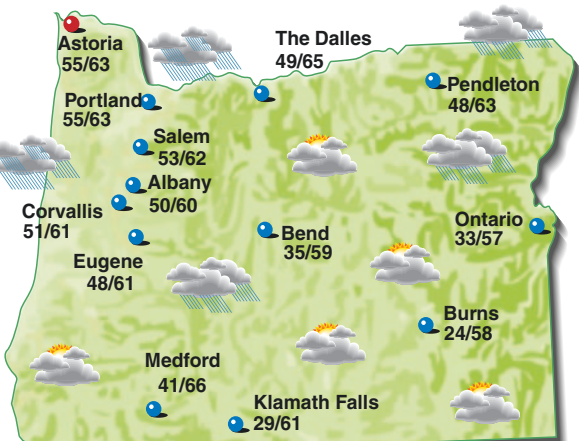 Astoria
55/63
The Dalles
49/65
Portland
55/63
Pendleton
48/63
Salem
53/62
Albany
50/60
Corvallis
51/61
Eugene
48/61
Bend
35/59
Ontario
33/57
Burns
24/58
Medford
41/66
Klamath Falls
29/61